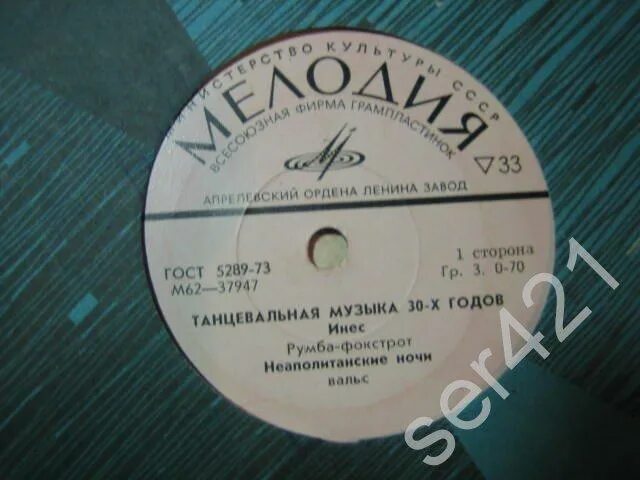 МИНИСТЕРСТВО КУЛЬТУРЫ СССР
МЕЛОДИЯ
ВСЕСОЮЗНАЯ ФИРМА ГРАМПЛАСТИНОК
▽33
АПРЕЛЕВСКИЙ ОРДЕНА ЛЕНИНА ЗАВОД
ГОСТ 5289-73
М62—37947
1 сторона
Гр. 3. 0-70
ТАНЦЕВАЛЬНАЯ МУЗЫКА 30-Х ГОДОВ
Инес
Румба-фокстрот
Неаполитанские ночи
вальс
ser421